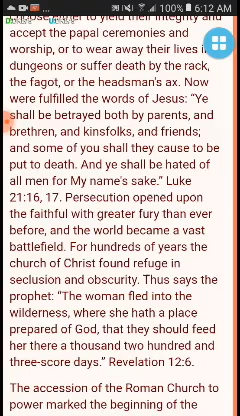 100% 6:12 AM
choose either to yield their integrity and
accept the papal ceremonies and
worship, or to wear away their lives in
dungeons or suffer death by the rack,
the fagot, or the headsman's ax. Now
were fulfilled the words of Jesus: “Ye
shall be betrayed both by parents, and
brethren, and kinsfolks, and friends;
and some of you shall they cause to be
put to death. And ye shall be hated of
all men for My name's sake.” Luke
21:16, 17. Persecution opened upon
the faithful with greater fury than ever
before, and the world became a vast
battlefield. For hundreds of years the
church of Christ found refuge in
seclusion and obscurity. Thus says the
prophet: “The woman fled into the
wilderness, where she hath a place
prepared of God, that they should feed
her there a thousand two hundred and
three-score days.” Revelation 12:6.
The accession of the Roman Church to
power marked the beginning of the